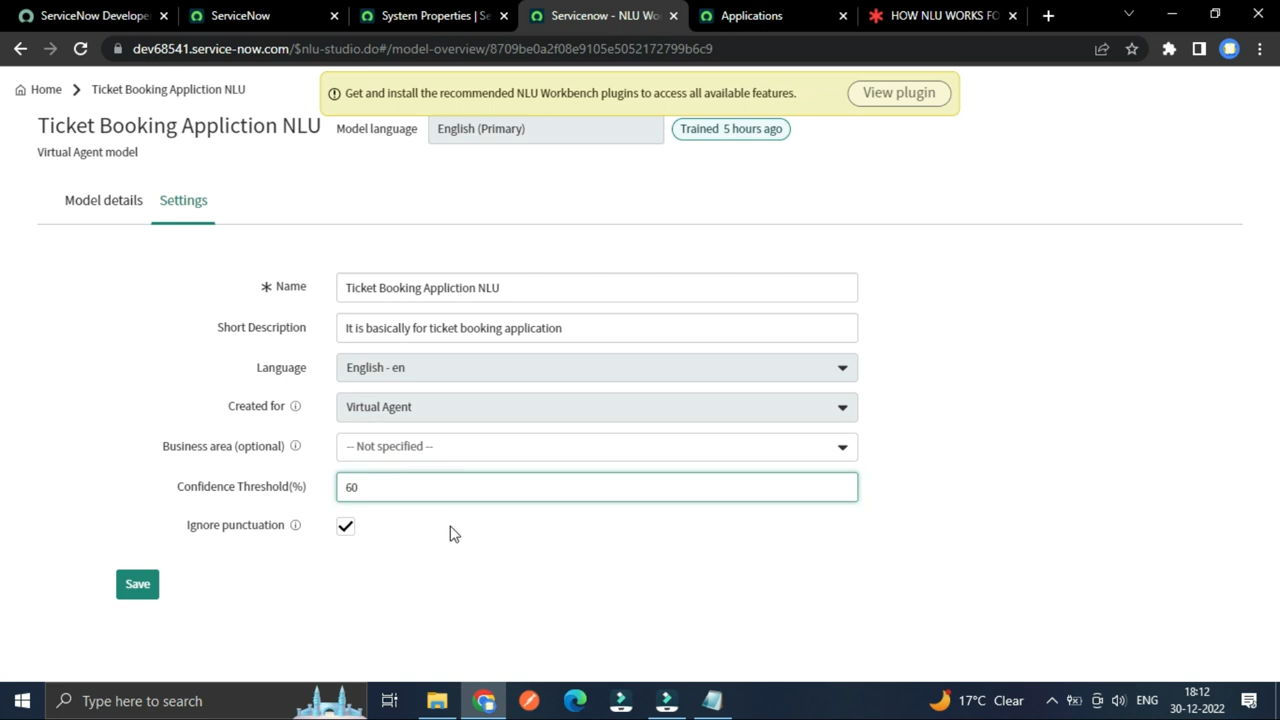 ServiceNow Develope
ServiceNow
System Properties | Se
Servicenow - NLU Wo
Applications
HOW NLU WORKS FO
dev68541.service-now.com/$nlu-studio.do#/model-overview/8709be0a2f08e9105e5052172799b6c9
Home
Ticket Booking Appliction NLU
Get and install the recommended NLU Workbench plugins to access all available features.
View plugin
Ticket Booking Appliction NLU
Model language
English (Primary)
Trained 5 hours ago
Virtual Agent model
Model details
Settings
Name
Ticket Booking Appliction NLU
Short Description
It is basically for ticket booking application
Language
English - en
Created for
Virtual Agent
Business area (optional)
-- Not specified --
Confidence Threshold(%)
60
Ignore punctuation
Save
Type here to search
17°C Clear
ENG
18:12
30-12-2022